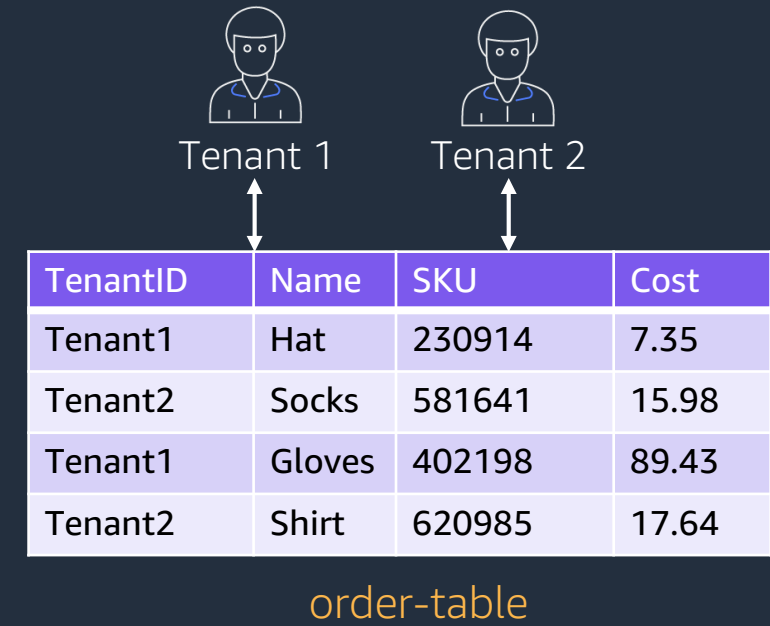 Tenant 1 Tenant 2
TenantID Name SKU Cost
Tenant1 Hat 230914 7.35
Tenant2 Socks 581641 15.98
Tenant1 Gloves 402198 89.43
Tenant2 Shirt 620985 17.64
order-table